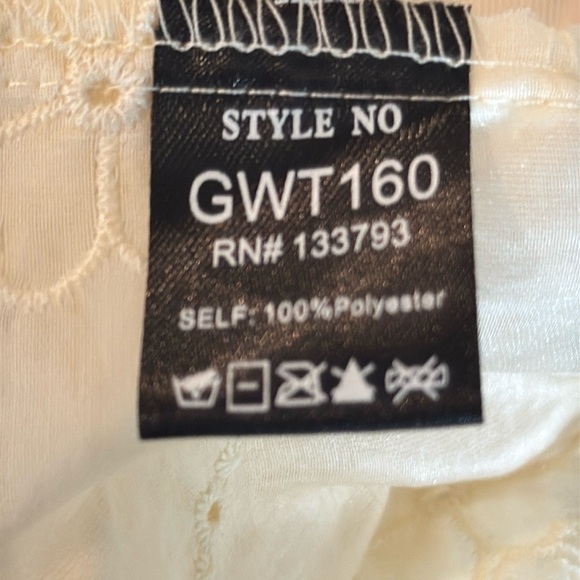 STYLE NO
GWT160
RN# 133793
SELF: 100%Polyester